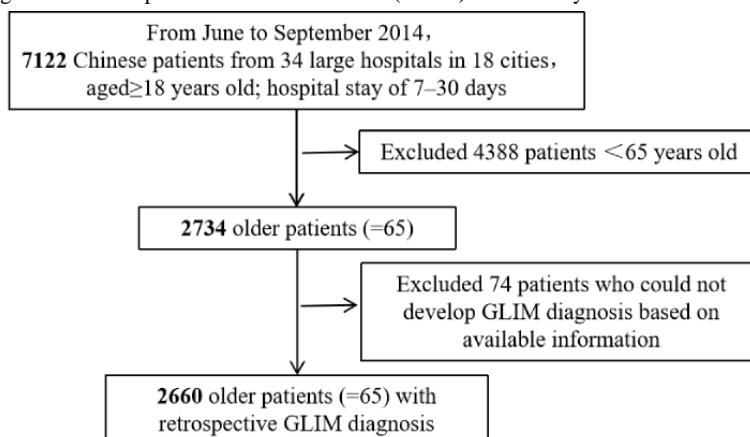 From June to September 2014，
7122 Chinese patients from 34 large hospitals in 18 cities，
aged≥18 years old; hospital stay of 7–30 days
Excluded 4388 patients ＜65 years old
2734 older patients (=65)
Excluded 74 patients who could not
develop GLIM diagnosis based on
available information
2660 older patients (=65) with
retrospective GLIM diagnosis